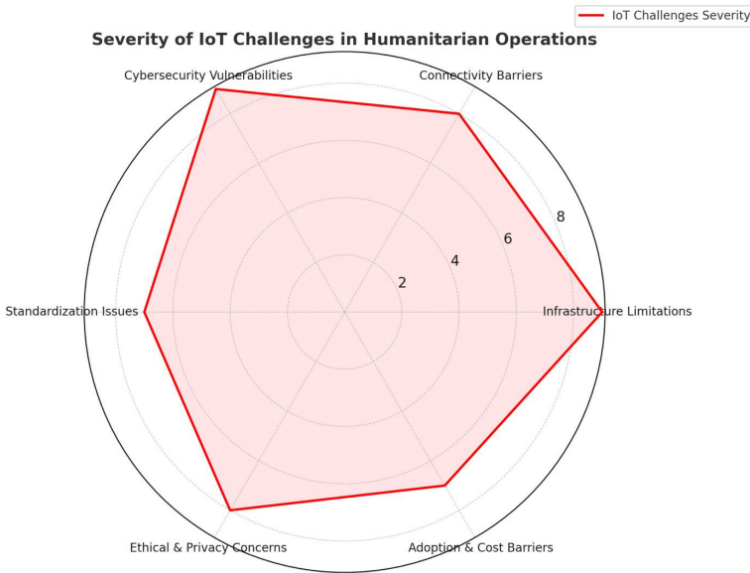 IoT Challenges Severity
Severity of IoT Challenges in Humanitarian Operations
Cybersecurity Vulnerabilities
Connectivity Barriers
8
6
4
2
Standardization Issues
Infrastructure Limitations
Ethical & Privacy Concerns
Adoption & Cost Barriers